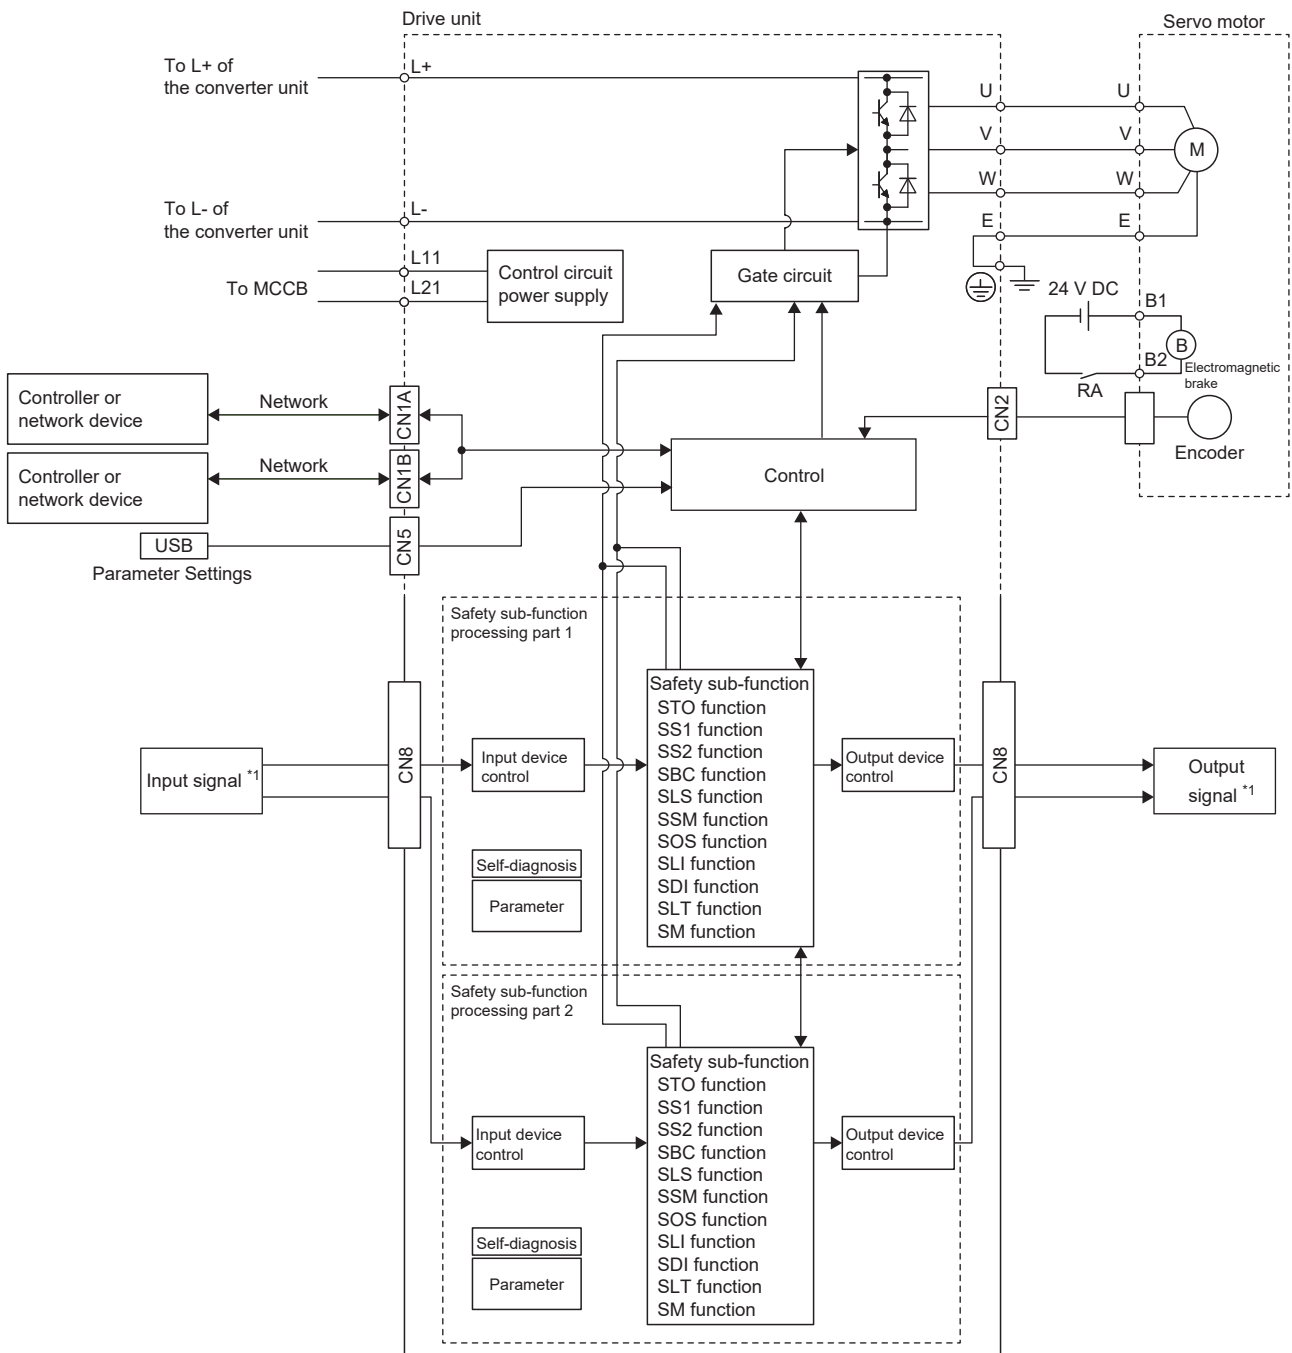 Drive unit
Servo motor
To L+ of
the converter unit
L+
U
U
V
V
M
W
W
To L- of
the converter unit
L-
E
E
L11
To MCCB
L21
Control circuit
power supply
Gate circuit
24 V DC
B1
B
B2
Electromagnetic
brake
RA
Controller or
network device
Network
CN1A
CN2
Encoder
Controller or
network device
Network
CN1B
Control
USB
CN5
Parameter Settings
Safety sub-function
processing part 1
Safety sub-function
STO function
SS1 function
SS2 function
SBC function
SLS function
SSM function
SOS function
SLI function
SDI function
SLT function
SM function
Input signal *1
CN8
Input device
control
Output device
control
CN8
Output
signal *1
Self-diagnosis
Parameter
Safety sub-function
processing part 2
Safety sub-function
STO function
SS1 function
SS2 function
SBC function
SLS function
SSM function
SOS function
SLI function
SDI function
SLT function
SM function
Input device
control
Output device
control
Self-diagnosis
Parameter